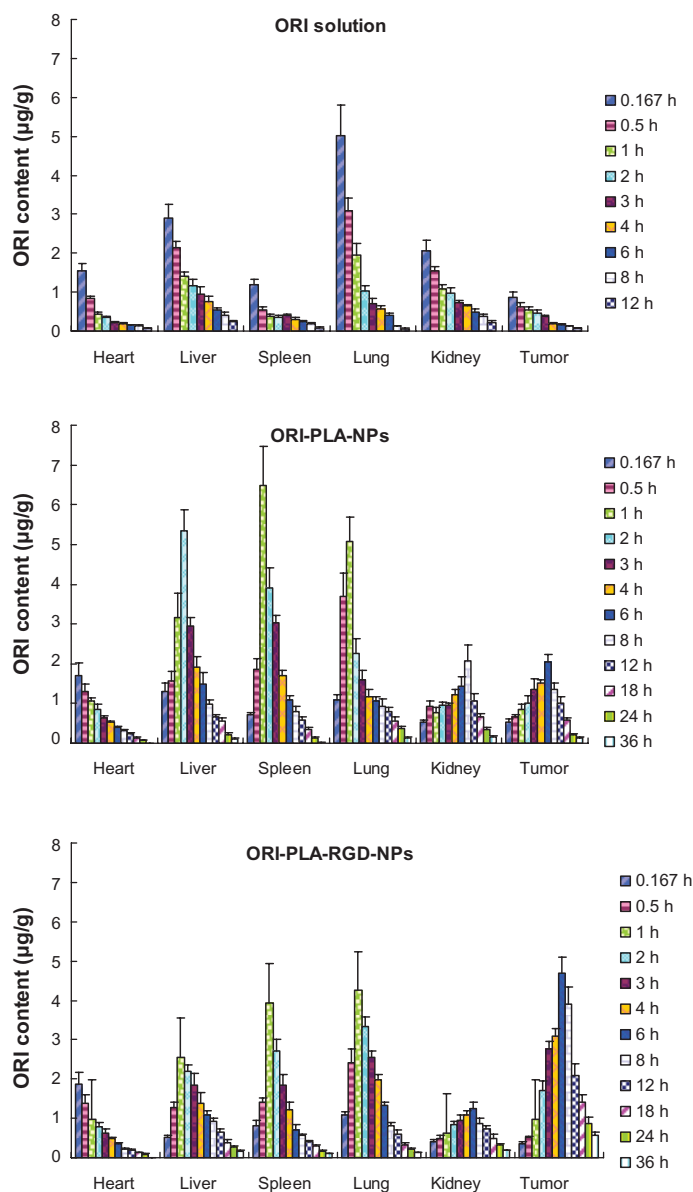 ORI solution
ORI content (µg/g)
8
7
6
5
4
3
2
1
0
Heart Liver Spleen Lung Kidney Tumor
0.167 h
0.5 h
1 h
2 h
3 h
4 h
6 h
8 h
12 h
ORI-PLA-NPs
ORI content (µg/g)
8
7
6
5
4
3
2
1
0
Heart Liver Spleen Lung Kidney Tumor
0.167 h
0.5 h
1 h
2 h
3 h
4 h
6 h
8 h
12 h
18 h
24 h
36 h
ORI-PLA-RGD-NPs
ORI content (µg/g)
8
7
6
5
4
3
2
1
0
Heart Liver Spleen Lung Kidney Tumor
0.167 h
0.5 h
1 h
2 h
3 h
4 h
6 h
8 h
12 h
18 h
24 h
36 h